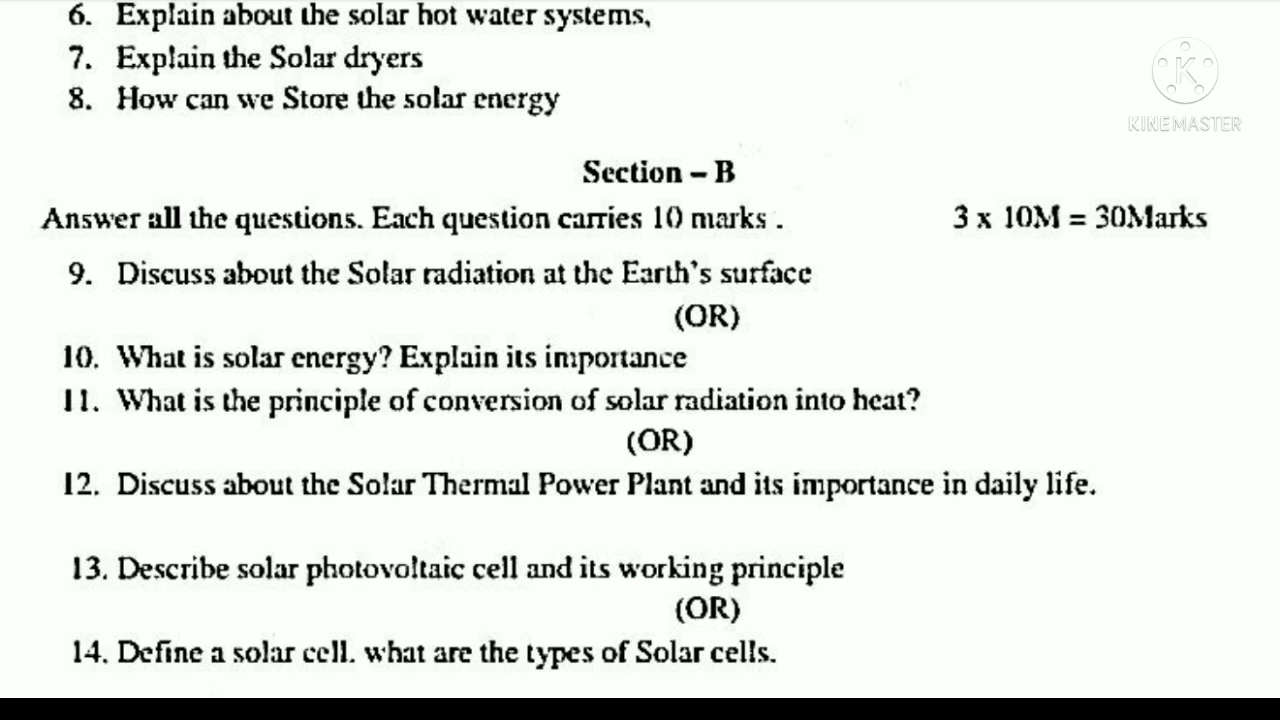 6. Explain about the solar hot water systems,
7. Explain the Solar dryers
8. How can we Store the solar energy
K
KINEMASTER
Section – B
Answer all the questions. Each question carries 10 marks . 3 x 10M = 30Marks
9. Discuss about the Solar radiation at the Earth's surface
(OR)
10. What is solar energy? Explain its importance
11. What is the principle of conversion of solar radiation into heat?
(OR)
12. Discuss about the Solar Thermal Power Plant and its importance in daily life.
13. Describe solar photovoltaic cell and its working principle
(OR)
14. Define a solar cell. what are the types of Solar cells.